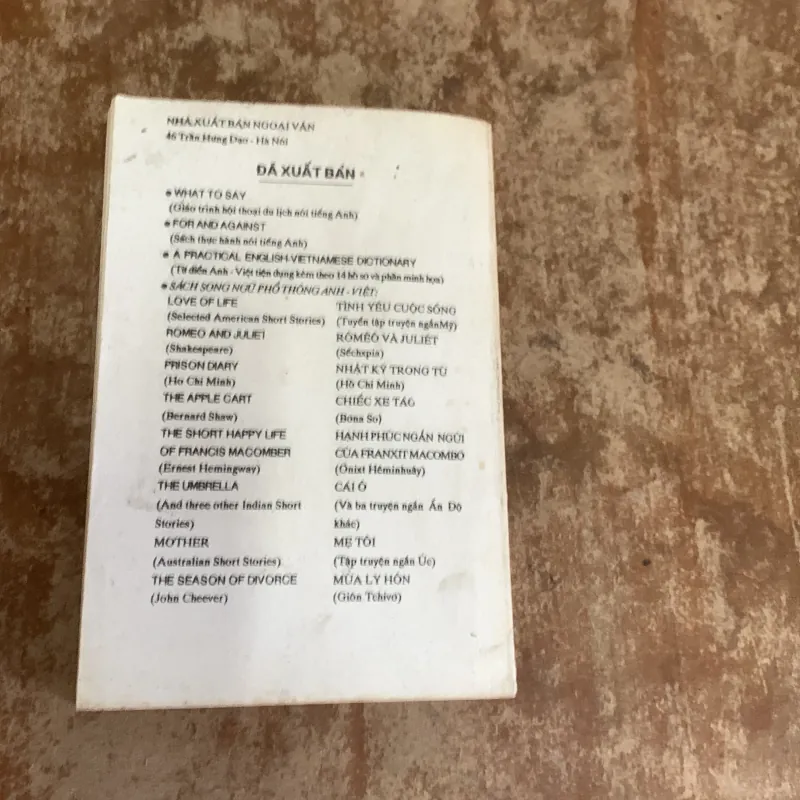 NHÀ XUẤT BẢN NGOẠI VĂN
46 Trần Hưng Đạo - Hà Nội
ĐÃ XUẤT BẢN
● WHAT TO SAY
(Giáo trình hội thoại du lịch nói tiếng Anh)
● FOR AND AGAINST
(Sách thực hành nói tiếng Anh)
● A PRACTICAL ENGLISH-VIETNAMESE DICTIONARY
(Từ điển Anh - Việt tiện dụng kèm theo 14 hồ sơ và phần minh họa)
● SÁCH SONG NGỮ PHỔ THÔNG ANH - VIỆT:
LOVE OF LIFE TÌNH YÊU CUỘC SỐNG
(Selected American Short Stories) (Tuyển tập truyện ngắn Mỹ)
ROMEO AND JULIET RÔMÊÔ VÀ JULIÉT
(Shakespeare) (Sếchxpia)
PRISON DIARY NHẬT KÝ TRONG TÙ
(Ho Chi Minh) (Hồ Chí Minh)
THE APPLE CART CHIẾC XE TÁO
(Bernard Shaw) (Bơna So)
THE SHORT HAPPY LIFE HẠNH PHÚC NGẮN NGỦI
OF FRANCIS MACOMBER CỦA FRANXIT MACOMBƠ
(Ernest Hemingway) (Ơnixt Hêminhuây)
THE UMBRELLA CÁI Ô
(And three other Indian Short (Và ba truyện ngắn Ấn Độ
Stories) khác)
MOTHER MẸ TÔI
(Australian Short Stories) (Tập truyện ngắn Úc)
THE SEASON OF DIVORCE MÙA LY HÔN
(John Cheever) (Giôn Tchivơ)